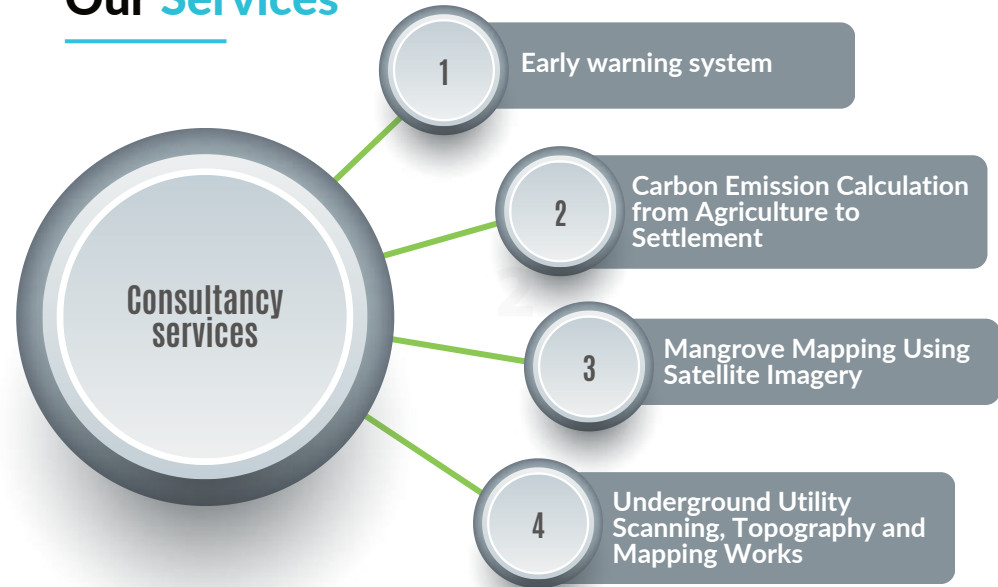 Our Services
1
Early warning system
2
Carbon Emission Calculation
from Agriculture to
Settlement
Consultancy
services
3
Mangrove Mapping Using
Satellite Imagery
4
Underground Utility
Scanning, Topography and
Mapping Works